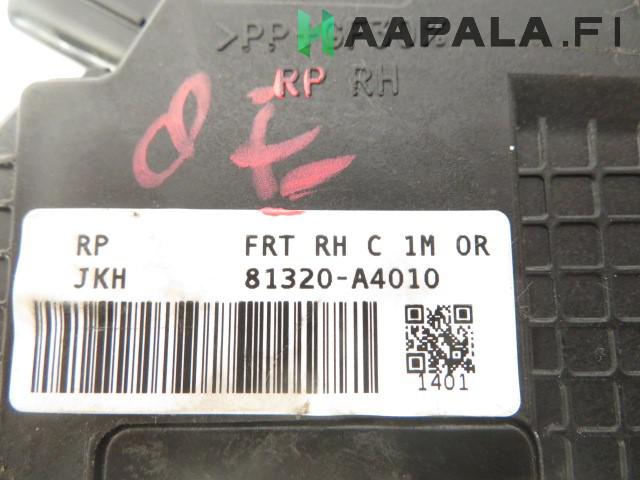 HAAPALA.FI
RP RH
RP FRT RH C 1M OR
JKH 81320-A4010
1401